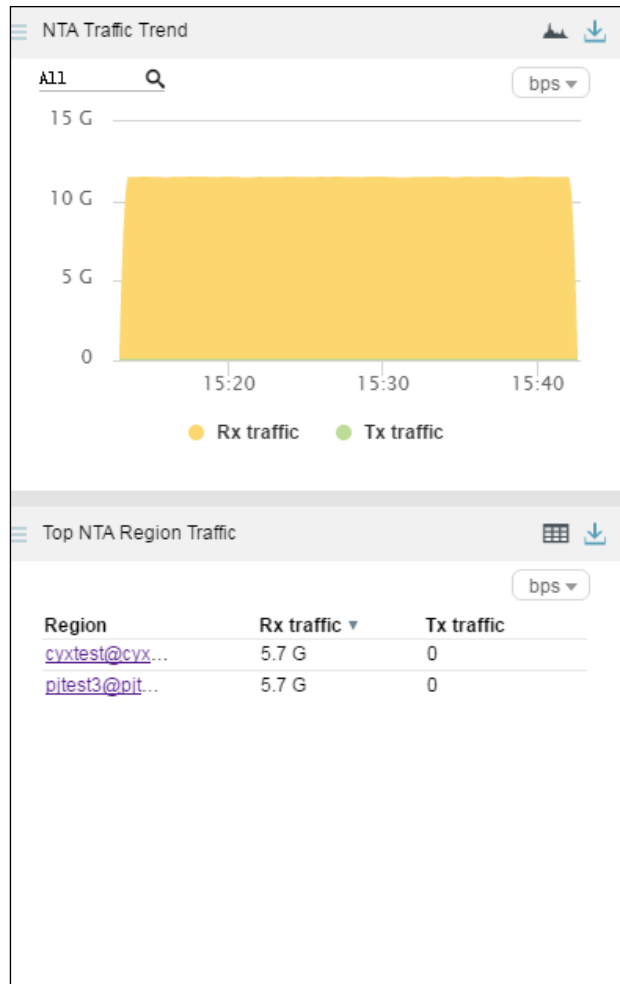 NTA Traffic Trend
All
bps
15 G
10 G
5 G
0
15:20 15:30 15:40
Rx traffic Tx traffic
Top NTA Region Traffic
bps
Region Rx traffic Tx traffic
cyxtest@cyx... 5.7 G 0
pjtest3@pjt... 5.7 G 0